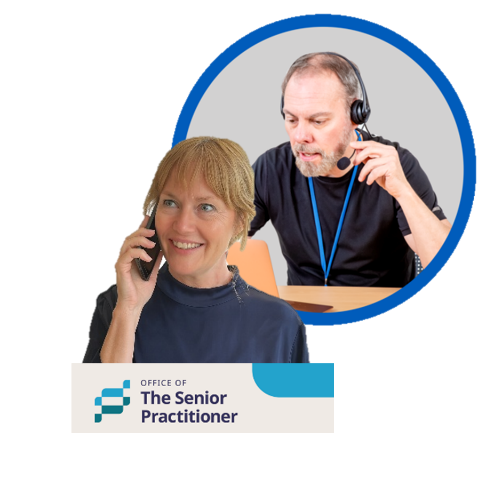 OFFICE OF
The Senior
Practitioner